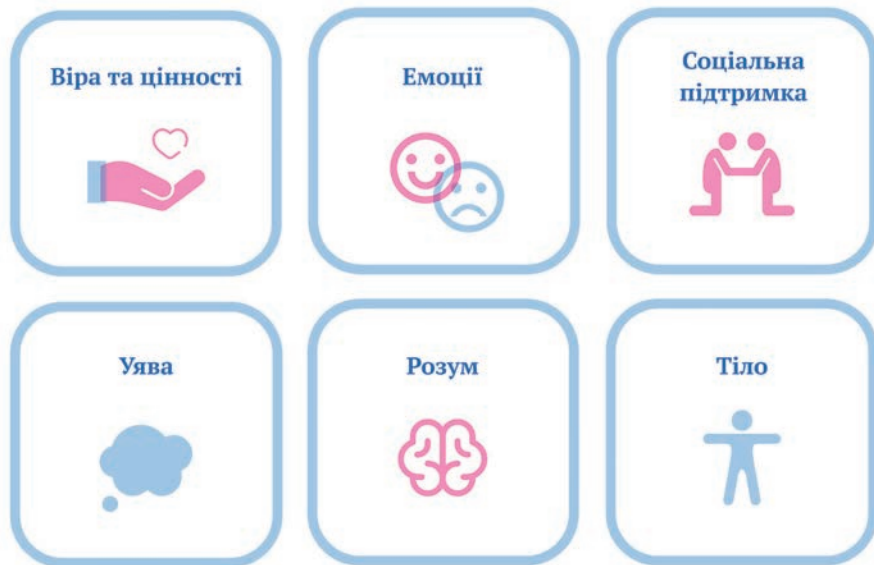 Віра та цінності
Емоції
Соціальна
підтримка
Уява
Розум
Тіло